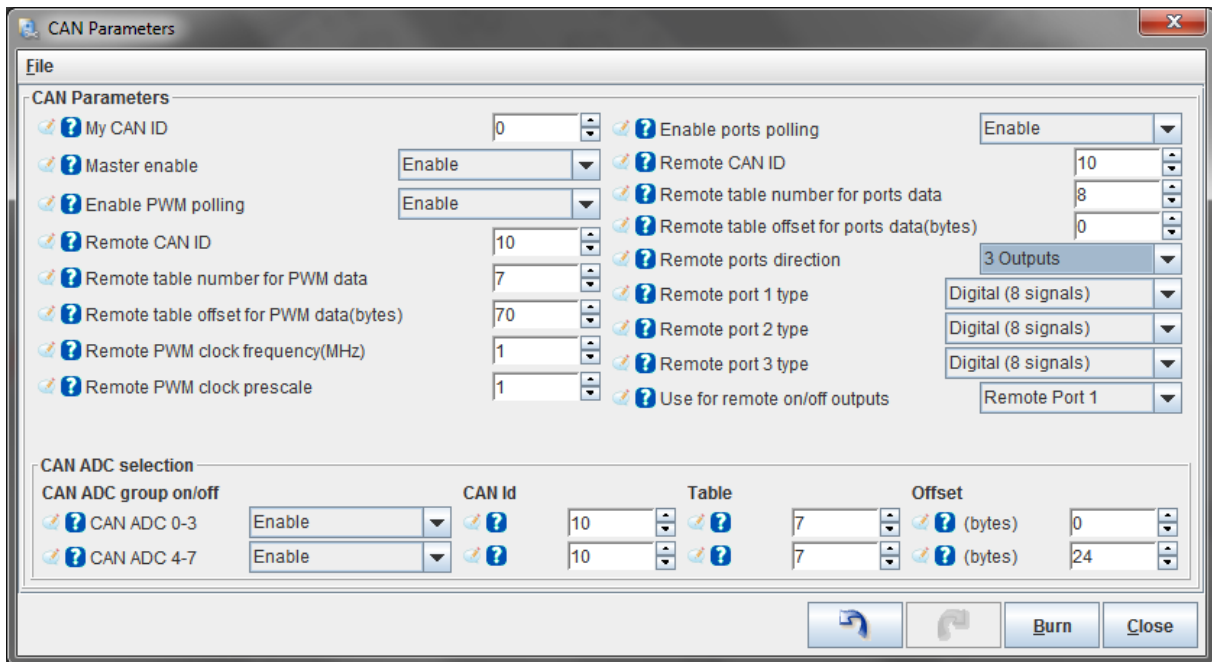 CAN Parameters
File
CAN Parameters
My CAN ID 0
Master enable Enable
Enable PWM polling Enable
Remote CAN ID 10
Remote table number for PWM data 7
Remote table offset for PWM data(bytes) 70
Remote PWM clock frequency(MHz) 1
Remote PWM clock prescale 1
Enable ports polling Enable
Remote CAN ID 10
Remote table number for ports data 8
Remote table offset for ports data(bytes) 0
Remote ports direction 3 Outputs
Remote port 1 type Digital (8 signals)
Remote port 2 type Digital (8 signals)
Remote port 3 type Digital (8 signals)
Use for remote on/off outputs Remote Port 1
CAN ADC selection
CAN ADC group on/off CAN Id Table Offset
CAN ADC 0-3 Enable 10 7 (bytes) 0
CAN ADC 4-7 Enable 10 7 (bytes) 24
Burn Close